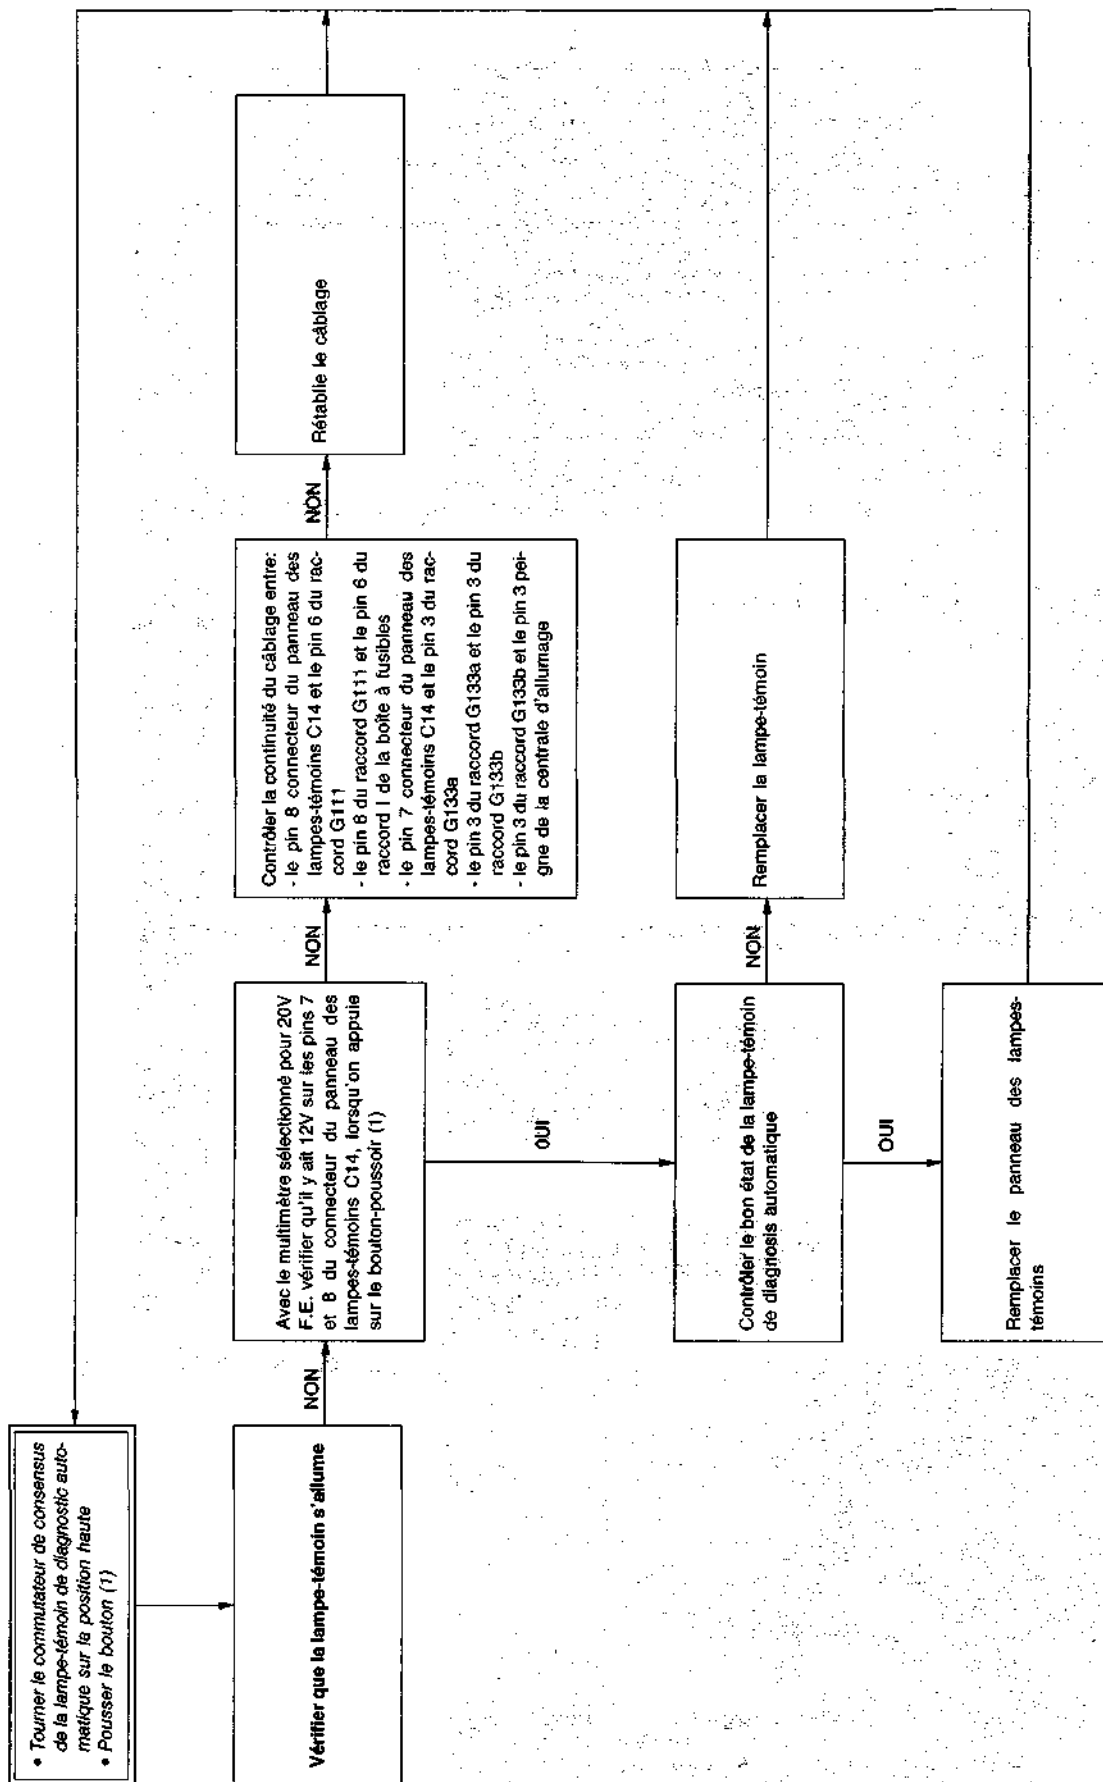 • Tourner le commutateur de consensus
de la lampe-témoin de diagnostic auto-
matique sur la position haute
• Pousser le bouton (1)
Vérifier que la lampe-témoin s'allume
NON
Avec le multimètre sélectionné pour 20V
F.E. vérifier qu'il y ait 12V sur les pins 7
et 8 du connecteur du panneau des
lampes-témoins C14, lorsqu'on appuie
sur le bouton-poussoir (1)
NON
Contrôler la continuité du câblage entre:
- le pin 8 connecteur du panneau des
lampes-témoins C14 et le pin 6 du rac-
cord G111
- le pin 6 du raccord G111 et le pin 6 du
raccord I de la boîte à fusibles
- le pin 7 connecteur du panneau des
lampes-témoins C14 et le pin 3 du rac-
cord G133a
- le pin 3 du raccord G133a et le pin 3 du
raccord G133b
- le pin 3 du raccord G133b et le pin 3 pei-
gne de la centrale d'allumage
NON
Rétablie le câblage
OUI
Contrôler le bon état de la lampe-témoin
de diagnosis automatique
NON
Remplacer la lampe-témoin
OUI
Remplacer le panneau des lampes-
témoins